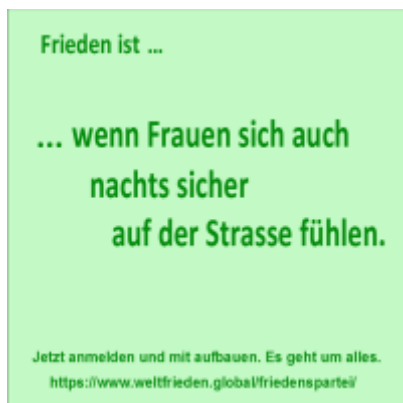 Frieden ist ...
... wenn Frauen sich auch
nachts sicher
auf der Strasse fühlen.
Jetzt anmelden und mit aufbauen. Es geht um alles.
https://www.weltfrieden.global/friedenspartei/